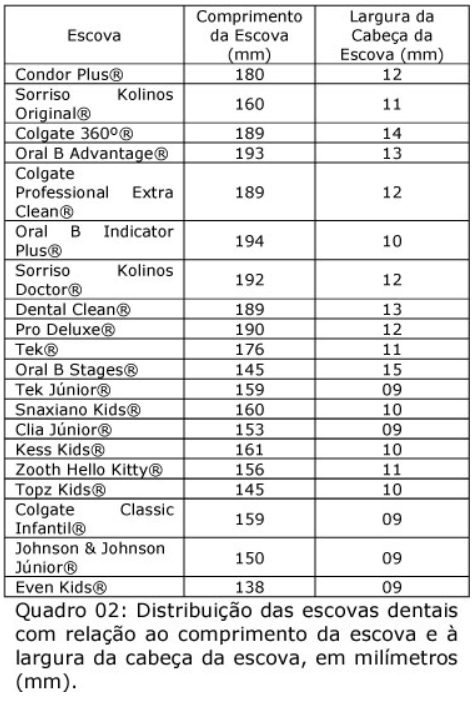 Escova Comprimento da Escova (mm) Largura da Cabeça da Escova (mm)
Condor Plus® 180 12
Sorriso Kolinos Original® 160 11
Colgate 360º® 189 14
Oral B Advantage® 193 13
Colgate Professional Extra Clean® 189 12
Oral B Indicator Plus® 194 10
Sorriso Kolinos Doctor® 192 12
Dental Clean® 189 13
Pro Deluxe® 190 12
Tek® 176 11
Oral B Stages® 145 15
Tek Júnior® 159 09
Snaxiano Kids® 160 10
Clia Júnior® 153 09
Kess Kids® 161 10
Zooth Hello Kitty® 156 11
Topz Kids® 145 10
Colgate Classic Infantil® 159 09
Johnson & Johnson Júnior® 150 09
Even Kids® 138 09
Quadro 02: Distribuição das escovas dentais
com relação ao comprimento da escova e à
largura da cabeça da escova, em milímetros
(mm).